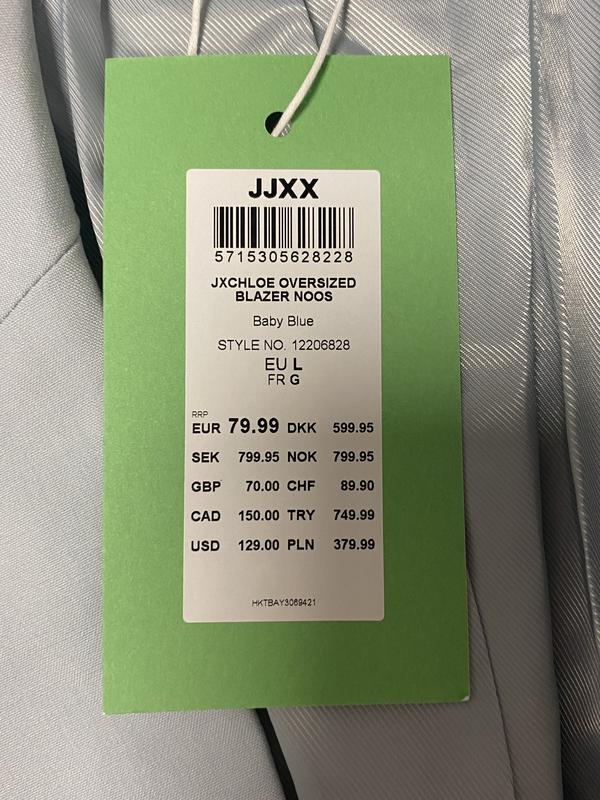 JJXX
5715305628228
JXCHLOE OVERSIZED
BLAZER NOOS
Baby Blue
STYLE NO. 12206828
EU L
FR G
RRP
EUR 79.99 DKK 599.95
SEK 799.95 NOK 799.95
GBP 70.00 CHF 89.90
CAD 150.00 TRY 749.99
USD 129.00 PLN 379.99
HKTBAY3069421